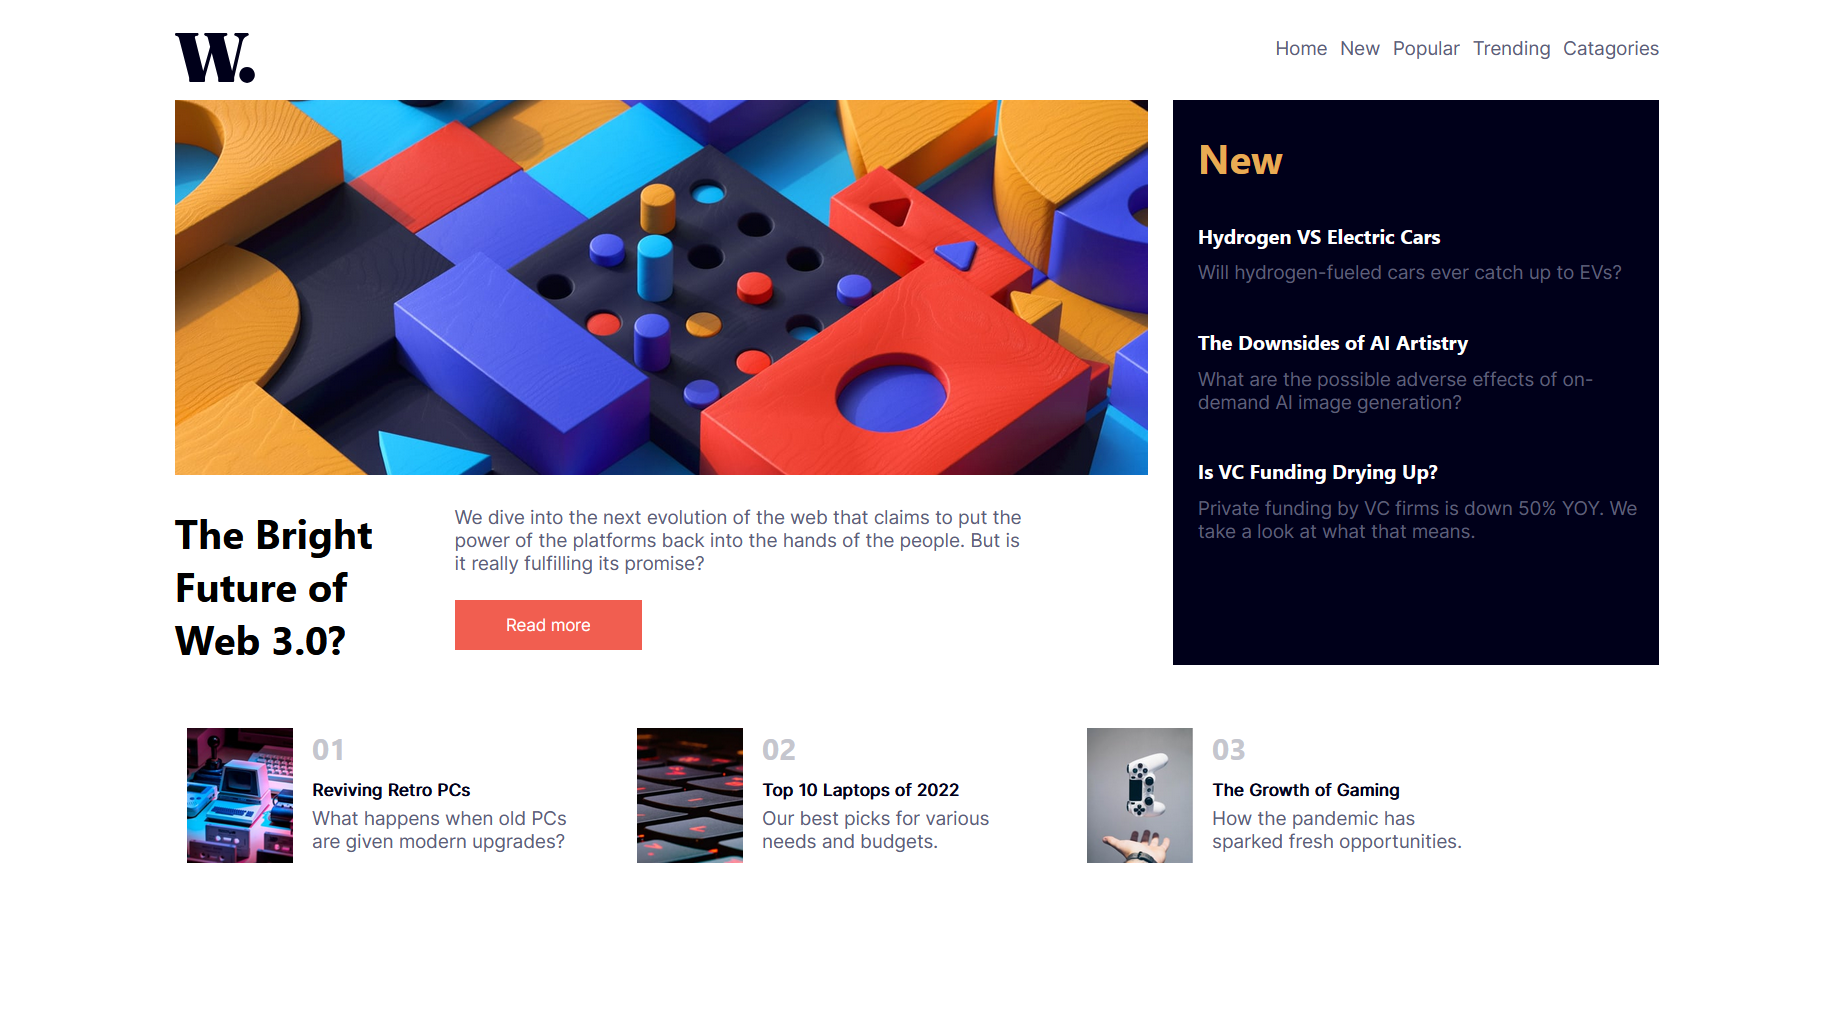 W.
Home New Popular Trending Catagories
New
Hydrogen VS Electric Cars
Will hydrogen-fueled cars ever catch up to EVs?
The Downsides of AI Artistry
What are the possible adverse effects of on-
demand AI image generation?
Is VC Funding Drying Up?
Private funding by VC firms is down 50% YOY. We
take a look at what that means.
The Bright
Future of
Web 3.0?
We dive into the next evolution of the web that claims to put the
power of the platforms back into the hands of the people. But is
it really fulfilling its promise?
Read more
01
Reviving Retro PCs
What happens when old PCs
are given modern upgrades?
02
Top 10 Laptops of 2022
Our best picks for various
needs and budgets.
03
The Growth of Gaming
How the pandemic has
sparked fresh opportunities.